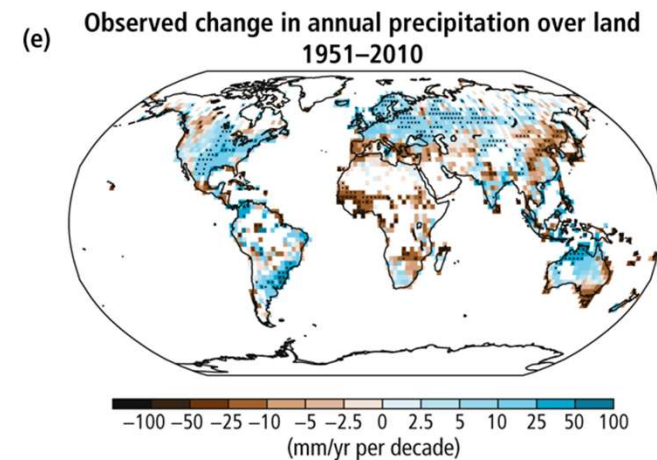 (e)
Observed change in annual precipitation over land
1951–2010
−100 −50 −25 −10 −5 −2.5 0 2.5 5 10 25 50 100
(mm/yr per decade)